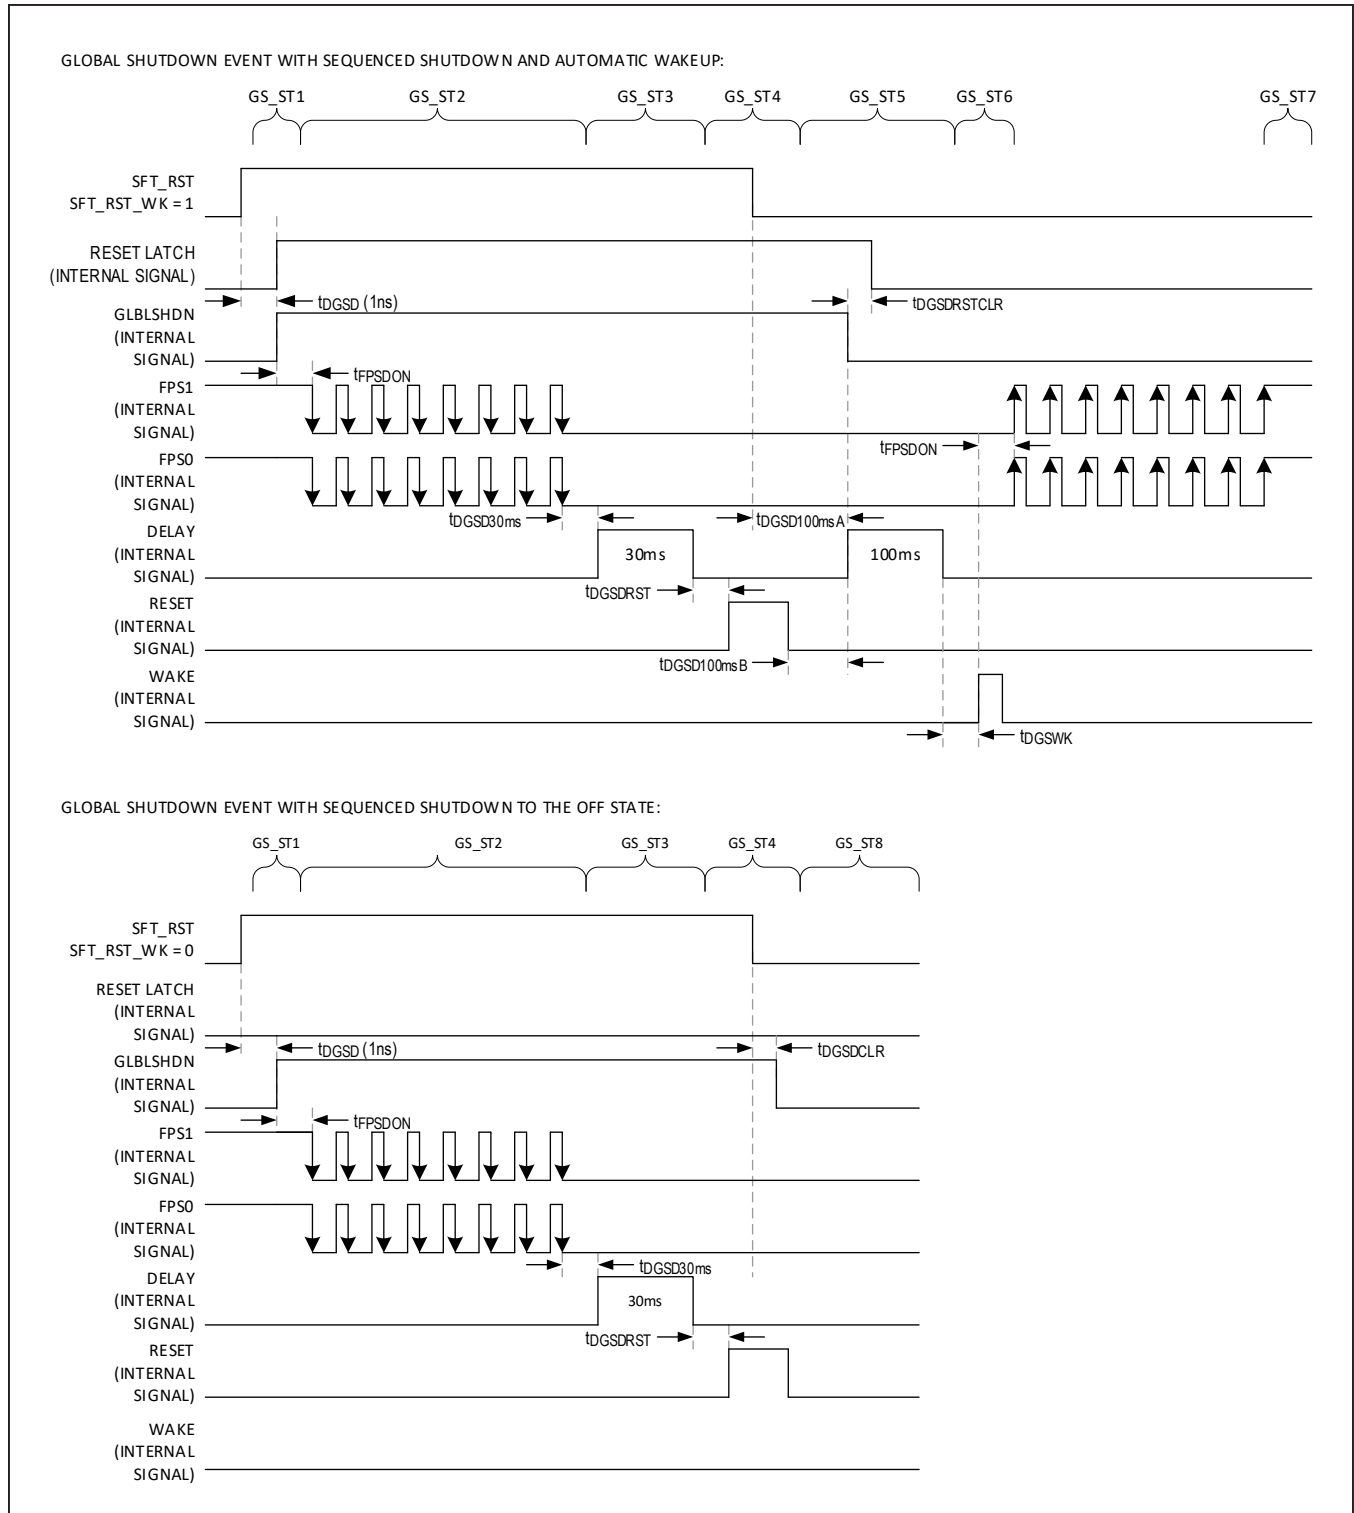 GLOBAL SHUTDOWN EVENT WITH SEQUENCED SHUTDOWN AND AUTOMATIC WAKEUP:
GS_ST1 GS_ST2 GS_ST3 GS_ST4 GS_ST5 GS_ST6 GS_ST7
SFT_RST
SFT_RST_WK = 1
RESET LATCH
(INTERNAL SIGNAL)
tDGSD (1ns)
tDGSDRSTCLR
GLBLSHDN
(INTERNAL
SIGNAL)
tFPSDON
FPS1
(INTERNAL
SIGNAL)
tFPSDON
FPS0
(INTERNAL
SIGNAL)
tDGSD30ms
tDGSD100msA
DELAY
(INTERNAL
SIGNAL)
30ms
100ms
tDGSDRST
RESET
(INTERNAL
SIGNAL)
tDGSD100msB
WAKE
(INTERNAL
SIGNAL)
tDGSWK
GLOBAL SHUTDOWN EVENT WITH SEQUENCED SHUTDOWN TO THE OFF STATE:
GS_ST1 GS_ST2 GS_ST3 GS_ST4 GS_ST8
SFT_RST
SFT_RST_WK = 0
RESET LATCH
(INTERNAL
SIGNAL)
tDGSD (1ns)
tDGSDCLR
GLBLSHDN
(INTERNAL
SIGNAL)
tFPSDON
FPS1
(INTERNAL
SIGNAL)
FPS0
(INTERNAL
SIGNAL)
tDGSD30ms
DELAY
(INTERNAL
SIGNAL)
30ms
tDGSDRST
RESET
(INTERNAL
SIGNAL)
WAKE
(INTERNAL
SIGNAL)